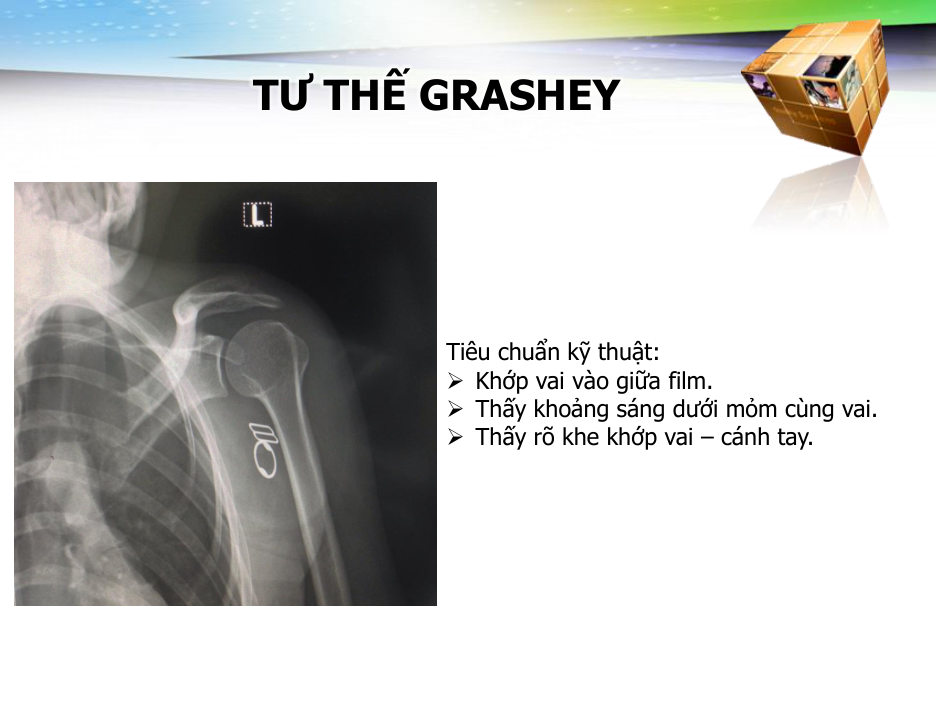 TƯ THẾ GRASHEY
L
Tiêu chuẩn kỹ thuật:
➢ Khớp vai vào giữa film.
➢ Thấy khoảng sáng dưới mỏm cùng vai.
➢ Thấy rõ khe khớp vai – cánh tay.